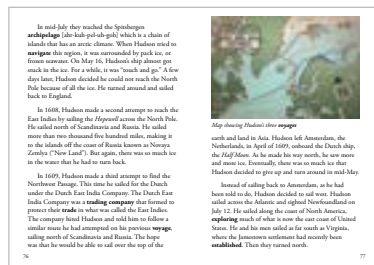 In mid-July they reached the Spitsbergen
archipelago [ahr-kuh-pel-uh-goh] which is a chain of
islands that has an arctic climate. When Hudson tried to
navigate this region, it was surrounded by pack ice, or
frozen seawater. On May 16, Hudson's ship almost got
stuck in the ice. For a while, it was "touch and go." A few
days later, Hudson decided he could not reach the North
Pole because of all the ice. He turned around and sailed
back to England.
In 1608, Hudson made a second attempt to reach the
East Indies by sailing the Hopewell across the North Pole.
He sailed north of Scandinavia and Russia. He sailed
more than two thousand five hundred miles, making it
to the islands off the coast of Russia known as Novaya
Zemlya ("New Land"). But again, there was so much ice
in the water that he had to turn back.
In 1609, Hudson made a third attempt to find the
Northwest Passage. This time he sailed for the Dutch
under the Dutch East India Company. The Dutch East
India Company was a trading company that formed to
protect their trade in what was called the East Indies.
The company hired Hudson and told him to follow a
similar route he had attempted on his previous voyage,
sailing north of Scandinavia and Russia. The hope
was that he would be able to sail over the top of the
76
Map showing Hudson's three voyages
earth and land in Asia. Hudson left Amsterdam, the
Netherlands, in April of 1609, onboard the Dutch ship,
the Half Moon. As he made his way north, he saw more
and more ice. Eventually, there was so much ice that
Hudson decided to give up and turn around in mid-May.
Instead of sailing back to Amsterdam, as he had
been told to do, Hudson decided to sail west. Hudson
sailed across the Atlantic and sighted Newfoundland on
July 12. He sailed along the coast of North America,
exploring much of what is now the east coast of United
States. He and his men sailed as far south as Virginia,
where the Jamestown settlement had recently been
established. Then they turned north.
77